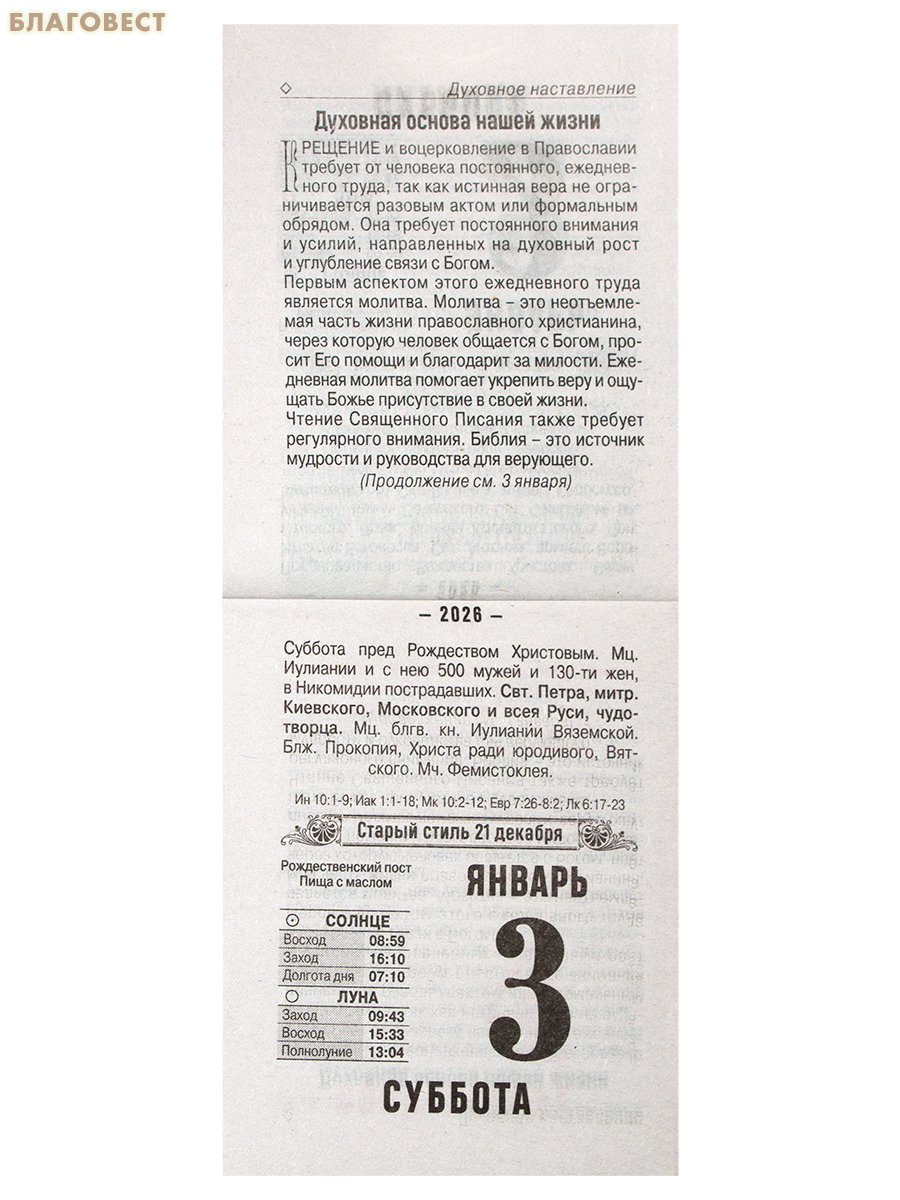 БЛАГОВЕСТ
Духовное наставление
Духовная основа нашей жизни
КРЕЩЕНИЕ и воцерковление в Православии
требует от человека постоянного, ежеднев-
ного труда, так как истинная вера не огра-
ничивается разовым актом или формальным
обрядом. Она требует постоянного внимания
и усилий, направленных на духовный рост
и углубление связи с Богом.
Первым аспектом этого ежедневного труда
является молитва. Молитва – это неотъемле-
мая часть жизни православного христианина,
через которую человек общается с Богом, про-
сит Его помощи и благодарит за милости. Еже-
дневная молитва помогает укрепить веру и ощу-
щать Божье присутствие в своей жизни.
Чтение Священного Писания также требует
регулярного внимания. Библия – это источник
мудрости и руководства для верующего.
(Продолжение см. 3 января)
– 2026 –
Суббота пред Рождеством Христовым. Мц.
Иулиании и с нею 500 мужей и 130-ти жен,
в Никомидии пострадавших. Свт. Петра, митр.
Киевского, Московского и всея Руси, чудо-
творца. Мц. блгв. кн. Иулиании Вяземской.
Блж. Прокопия, Христа ради юродивого, Вят-
ского. Мч. Фемистоклея.
Ин 10:1-9; Иак 1:1-18; Мк 10:2-12; Евр 7:26-8:2; Лк 6:17-23
Старый стиль 21 декабря
Рождественский пост
Пища с маслом
ЯНВАРЬ
3
СОЛНЦЕ
Восход 08:59
Заход 16:10
Долгота дня 07:10
ЛУНА
Заход 09:43
Восход 15:33
Полнолуние 13:04
СУББОТА